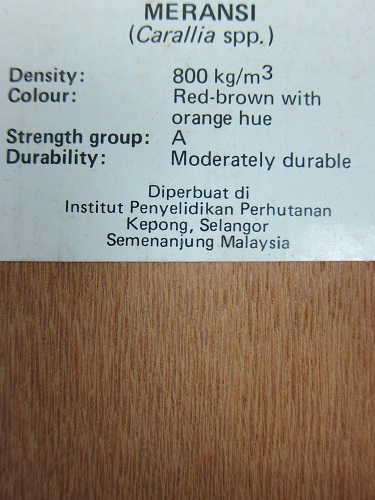 MERANSI
(Carallia spp.)
Density: 800 kg/m3
Colour: Red-brown with
orange hue
Strength group: A
Durability: Moderately durable
Diperbuat di
Institut Penyelidikan Perhutanan
Kepong, Selangor
Semenanjung Malaysia